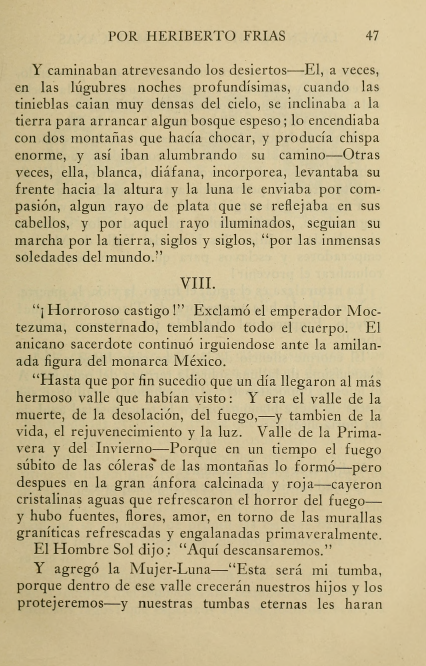 POR HERIBERTO FRIAS 47
Y caminaban atrevesando los desiertos—El, a veces,
en las lúgubres noches profundísimas, cuando las
tinieblas caian muy densas del cielo, se inclinaba a la
tierra para arrancar algun bosque espeso; lo encendiaba
con dos montañas que hacía chocar, y producía chispa
enorme, y así iban alumbrando su camino—Otras
veces, ella, blanca, diáfana, incorporea, levantaba su
frente hacia la altura y la luna le enviaba por com-
pasión, algun rayo de plata que se reflejaba en sus
cabellos, y por aquel rayo iluminados, seguian su
marcha por la tierra, siglos y siglos, “por las inmensas
soledades del mundo.”
VIII.
“¡Horroroso castigo!” Exclamó el emperador Moc-
tezuma, consternado, temblando todo el cuerpo. El
anicano sacerdote continuó irguiendose ante la amilan-
ada figura del monarca México.
“Hasta que por fin sucedio que un día llegaron al más
hermoso valle que habían visto: Y era el valle de la
muerte, de la desolación, del fuego,—y tambien de la
vida, el rejuvenecimiento y la luz. Valle de la Prima-
vera y del Invierno—Porque en un tiempo el fuego
súbito de las cóleras de las montañas lo formó—pero
despues en la gran ánfora calcinada y roja—cayeron
cristalinas aguas que refrescaron el horror del fuego—
y hubo fuentes, flores, amor, en torno de las murallas
graníticas refrescadas y engalanadas primaveralmente.
El Hombre Sol dijo: “Aquí descansaremos.”
Y agregó la Mujer-Luna—“Esta será mi tumba,
porque dentro de ese valle crecerán nuestros hijos y los
protejeremos—y nuestras tumbas eternas les haran